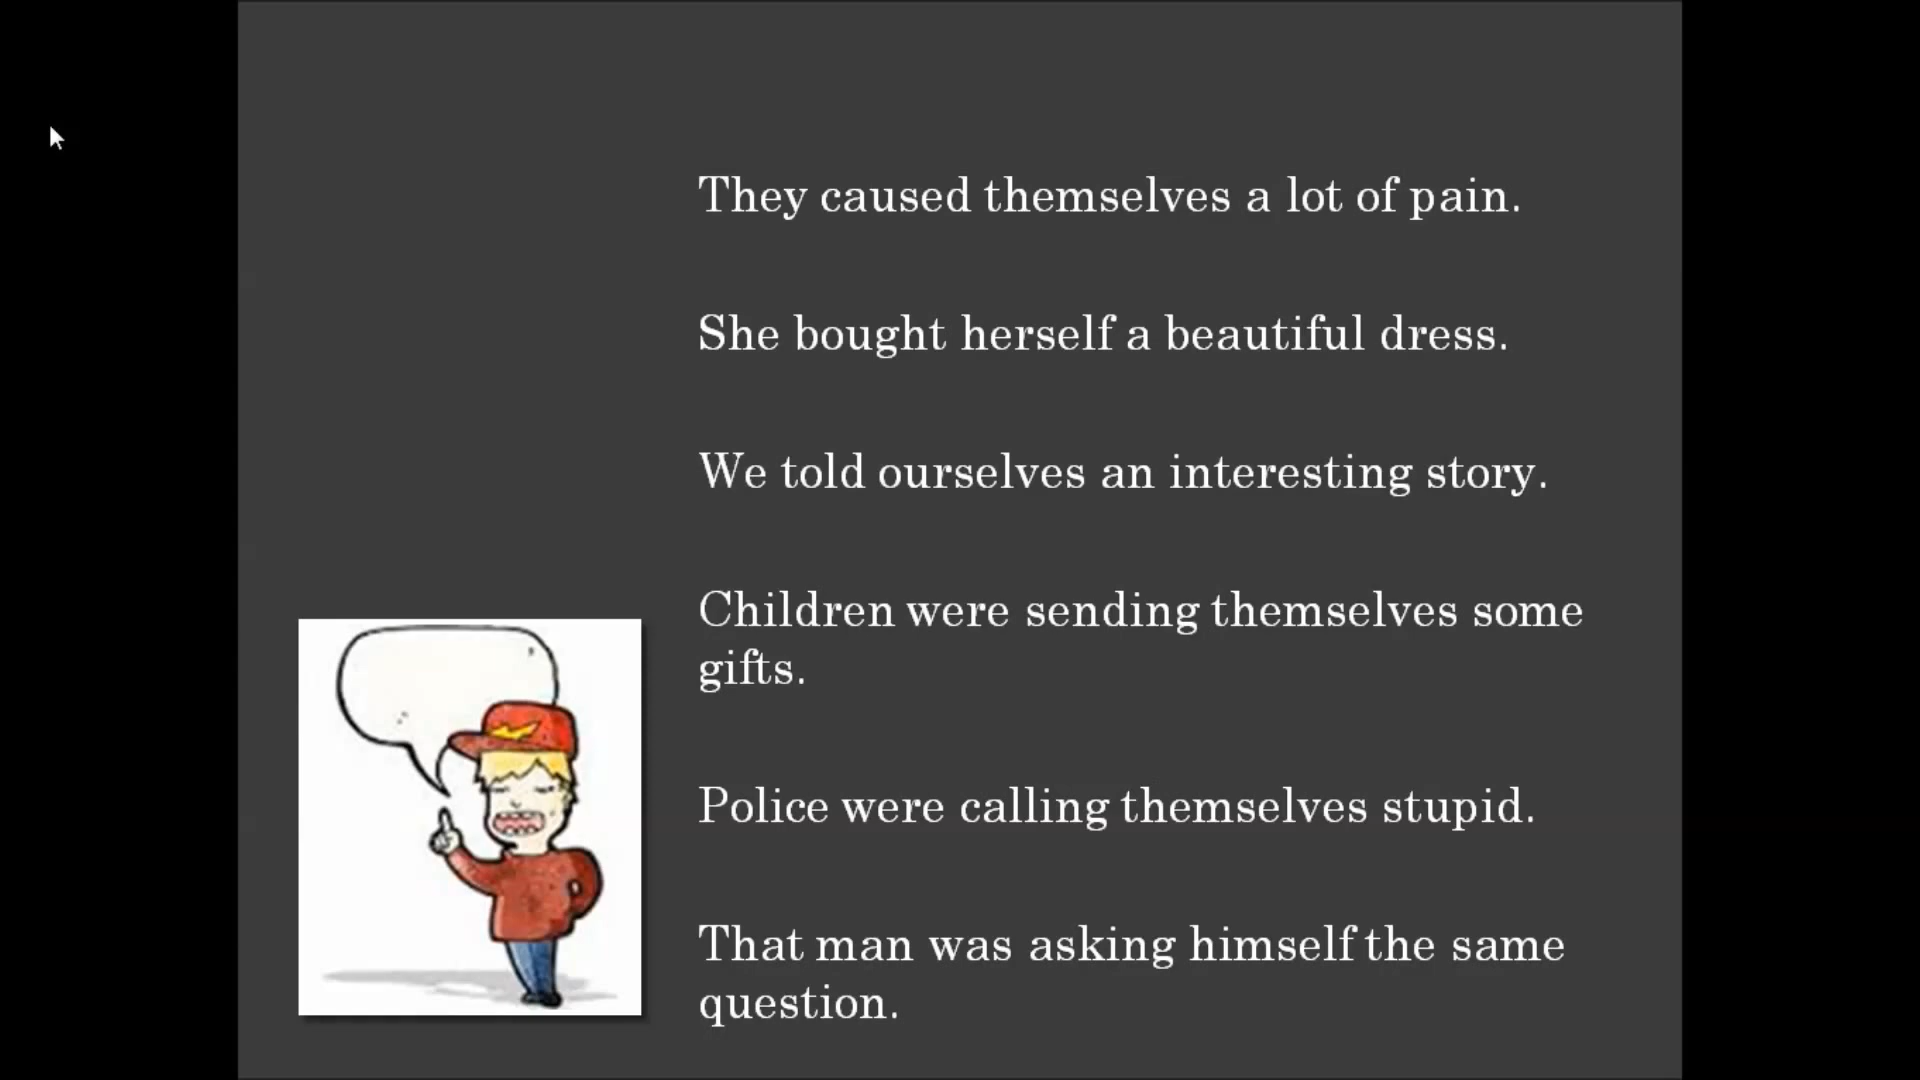 They caused themselves a lot of pain.
She bought herself a beautiful dress.
We told ourselves an interesting story.
Children were sending themselves some
gifts.
Police were calling themselves stupid.
That man was asking himself the same
question.